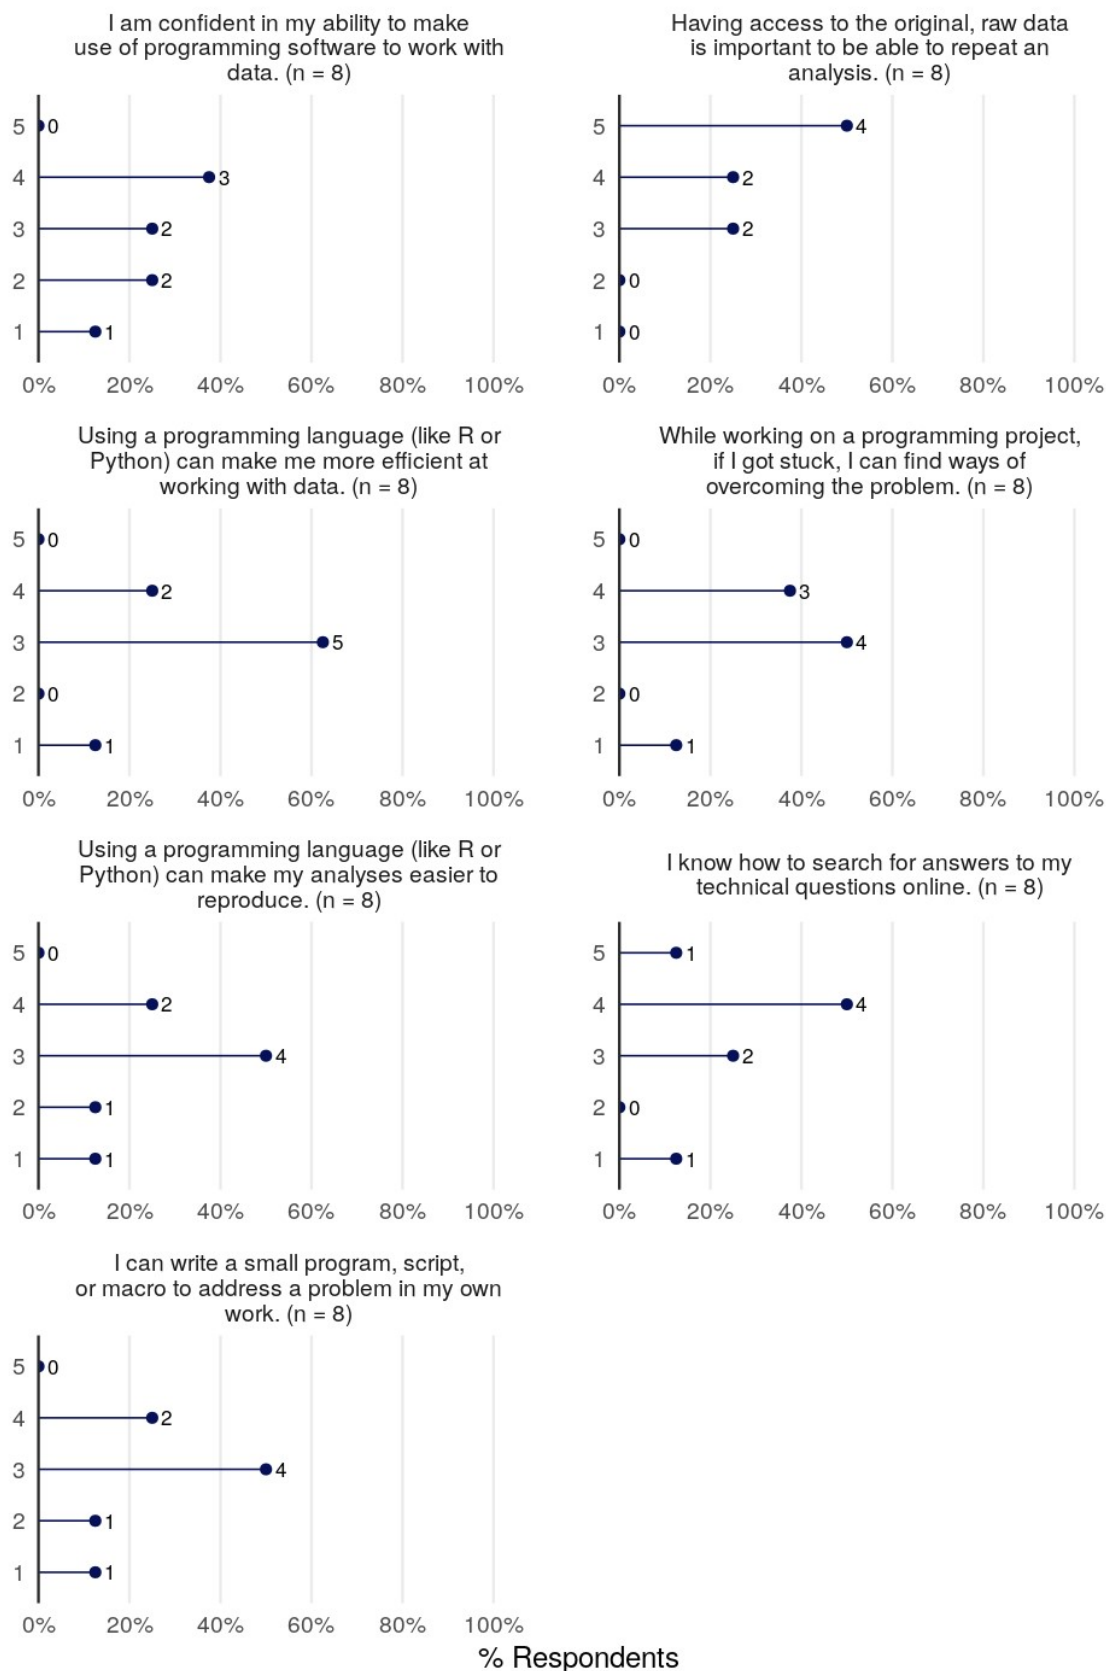 I am confident in my ability to make
use of programming software to work with
data. (n = 8)
5 0
4 3
3 2
2 2
1 1
0% 20% 40% 60% 80% 100%
Having access to the original, raw data
is important to be able to repeat an
analysis. (n = 8)
5 4
4 2
3 2
2 0
1 0
0% 20% 40% 60% 80% 100%
Using a programming language (like R or
Python) can make me more efficient at
working with data. (n = 8)
5 0
4 2
3 5
2 0
1 1
0% 20% 40% 60% 80% 100%
While working on a programming project,
if I got stuck, I can find ways of
overcoming the problem. (n = 8)
5 0
4 3
3 4
2 0
1 1
0% 20% 40% 60% 80% 100%
Using a programming language (like R or
Python) can make my analyses easier to
reproduce. (n = 8)
5 0
4 2
3 4
2 1
1 1
0% 20% 40% 60% 80% 100%
I know how to search for answers to my
technical questions online. (n = 8)
5 1
4 4
3 2
2 0
1 1
0% 20% 40% 60% 80% 100%
I can write a small program, script,
or macro to address a problem in my own
work. (n = 8)
5 0
4 2
3 4
2 1
1 1
0% 20% 40% 60% 80% 100%
% Respondents